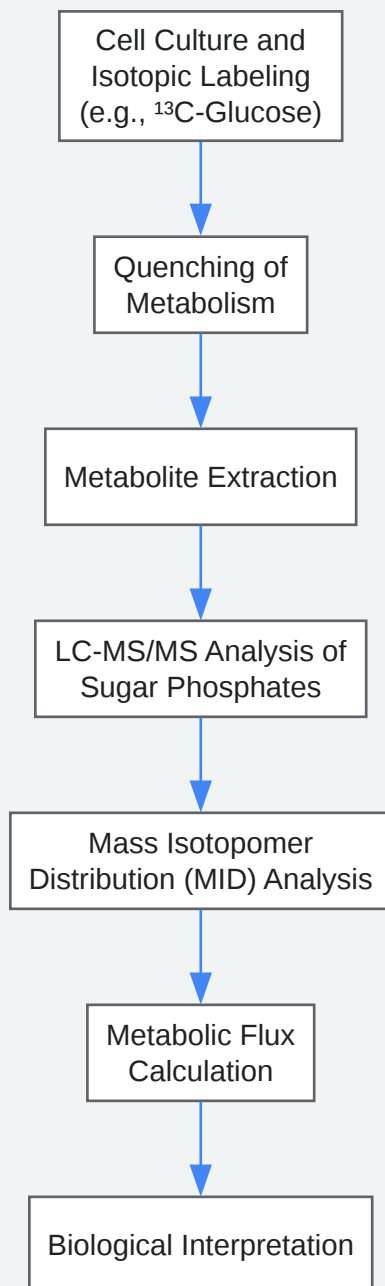 Cell Culture and
Isotopic Labeling
(e.g., ¹³C-Glucose)
Quenching of
Metabolism
Metabolite Extraction
LC-MS/MS Analysis of
Sugar Phosphates
Mass Isotopomer
Distribution (MID) Analysis
Metabolic Flux
Calculation
Biological Interpretation